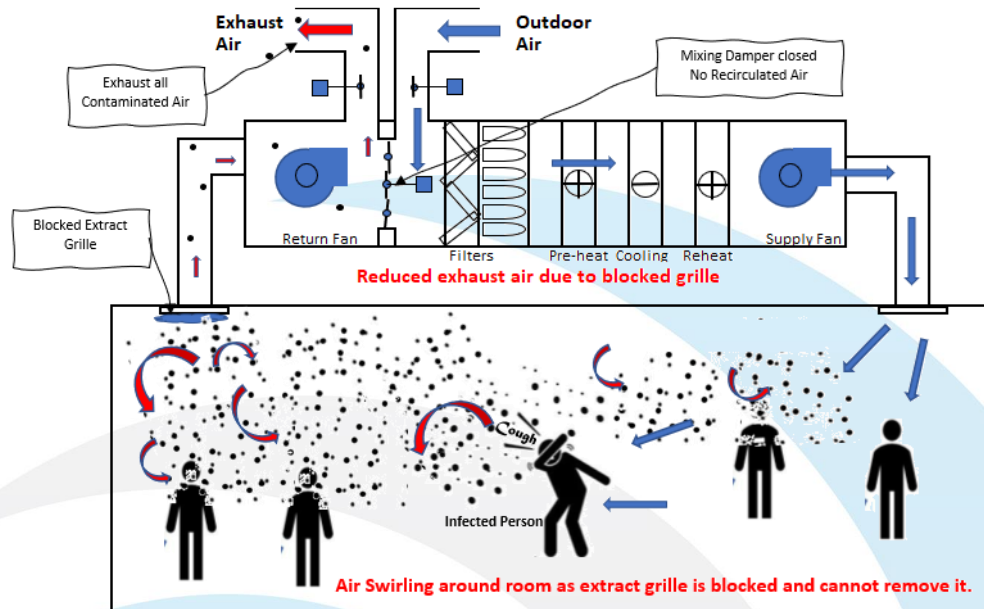 Exhaust
Air
Outdoor
Air
Exhaust all
Contaminated Air
Mixing Damper closed
No Recirculated Air
Blocked Extract
Grille
Return Fan
Filters
Pre-heat
Cooling
Reheat
Supply Fan
Reduced exhaust air due to blocked grille
Cough
Infected Person
Air Swirling around room as extract grille is blocked and cannot remove it.